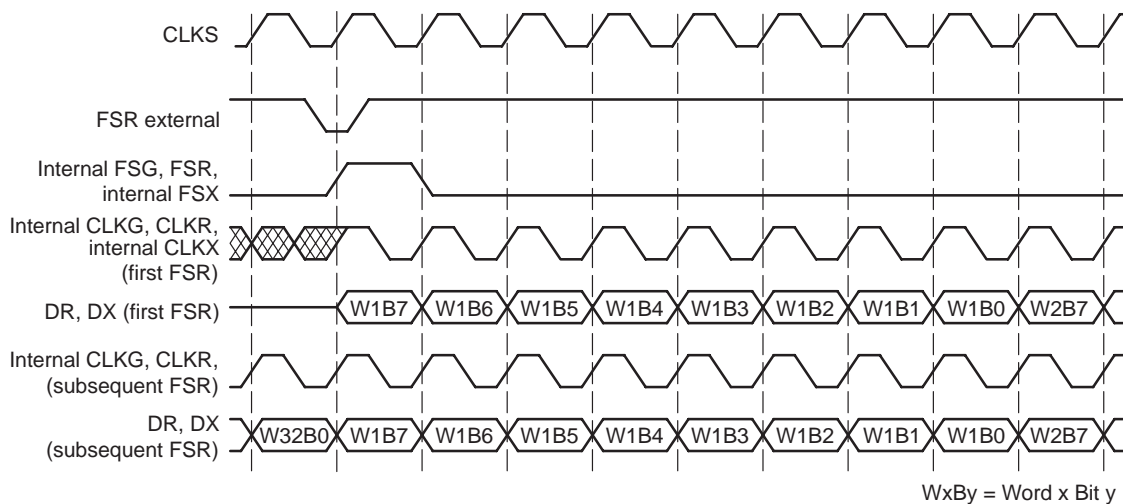 CLKS
FSR external
Internal FSG, FSR,
internal FSX
Internal CLKG, CLKR,
internal CLKX
(first FSR)
DR, DX (first FSR)
W1B7 W1B6 W1B5 W1B4 W1B3 W1B2 W1B1 W1B0 W2B7
Internal CLKG, CLKR,
(subsequent FSR)
DR, DX
(subsequent FSR)
W32B0 W1B7 W1B6 W1B5 W1B4 W1B3 W1B2 W1B1 W1B0 W2B7
WxBy = Word x Bit y